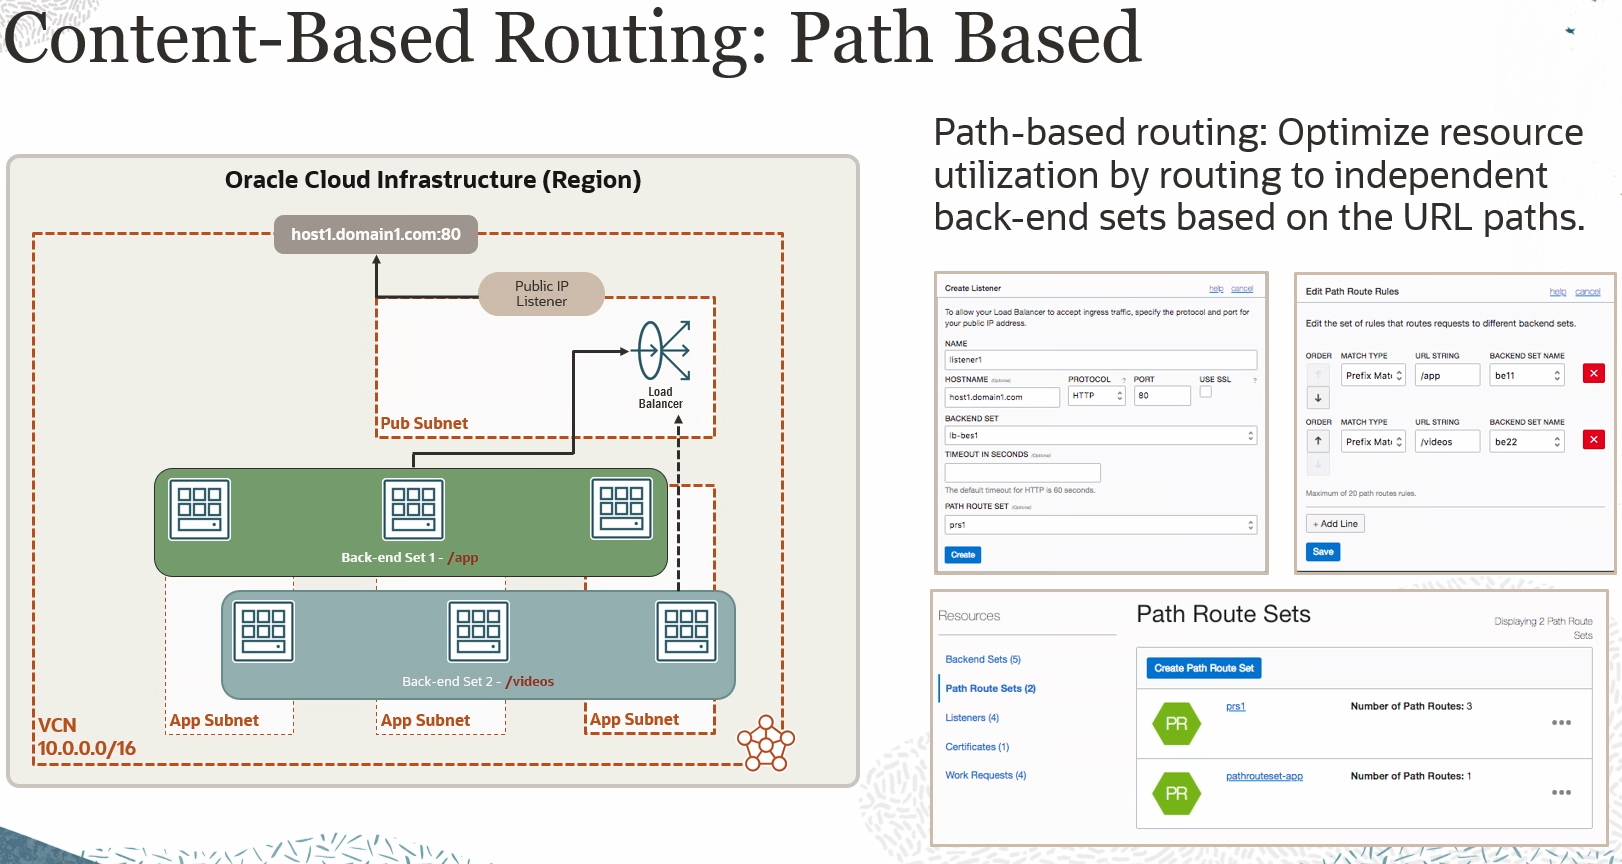 Content-Based Routing: Path Based
Path-based routing: Optimize resource
utilization by routing to independent
back-end sets based on the URL paths.
Oracle Cloud Infrastructure (Region)
host1.domain1.com:80
Public IP
Listener
Load
Balancer
Pub Subnet
Back-end Set 1 - /app
Back-end Set 2 - /videos
App Subnet
App Subnet
App Subnet
VCN
10.0.0.0/16
Create Listener
help cancel
To allow your Load Balancer to accept ingress traffic, specify the protocol and port for
your public IP address.
NAME
listener1
HOSTNAME (Optional) PROTOCOL ? PORT USE SSL ?
host1.domain1.com HTTP 80
BACKEND SET
lb-bes1
TIMEOUT IN SECONDS (Optional)
The default timeout for HTTP is 60 seconds.
PATH ROUTE SET (Optional)
prs1
Create
Edit Path Route Rules
help cancel
Edit the set of rules that routes requests to different backend sets.
ORDER MATCH TYPE URL STRING BACKEND SET NAME
Prefix Mat /app be11
ORDER MATCH TYPE URL STRING BACKEND SET NAME
Prefix Mat /videos be22
Maximum of 20 path routes rules.
+ Add Line
Save
Resources
Backend Sets (5)
Path Route Sets (2)
Listeners (4)
Certificates (1)
Work Requests (4)
Path Route Sets
Displaying 2 Path Route
Sets
Create Path Route Set
PR prs1 Number of Path Routes: 3
PR pathrouteset-app Number of Path Routes: 1